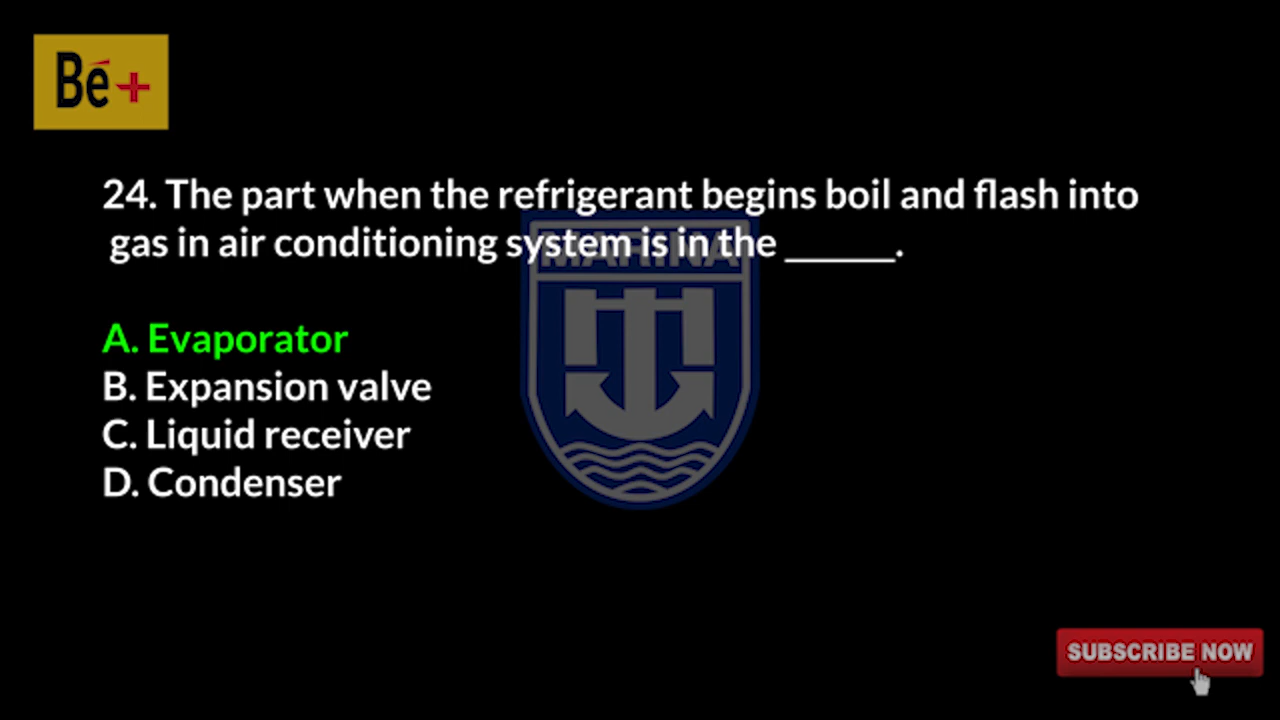 Bé+
24. The part when the refrigerant begins boil and flash into
gas in air conditioning system is in the ______.
MARINA
A. Evaporator
B. Expansion valve
C. Liquid receiver
D. Condenser
SUBSCRIBE NOW